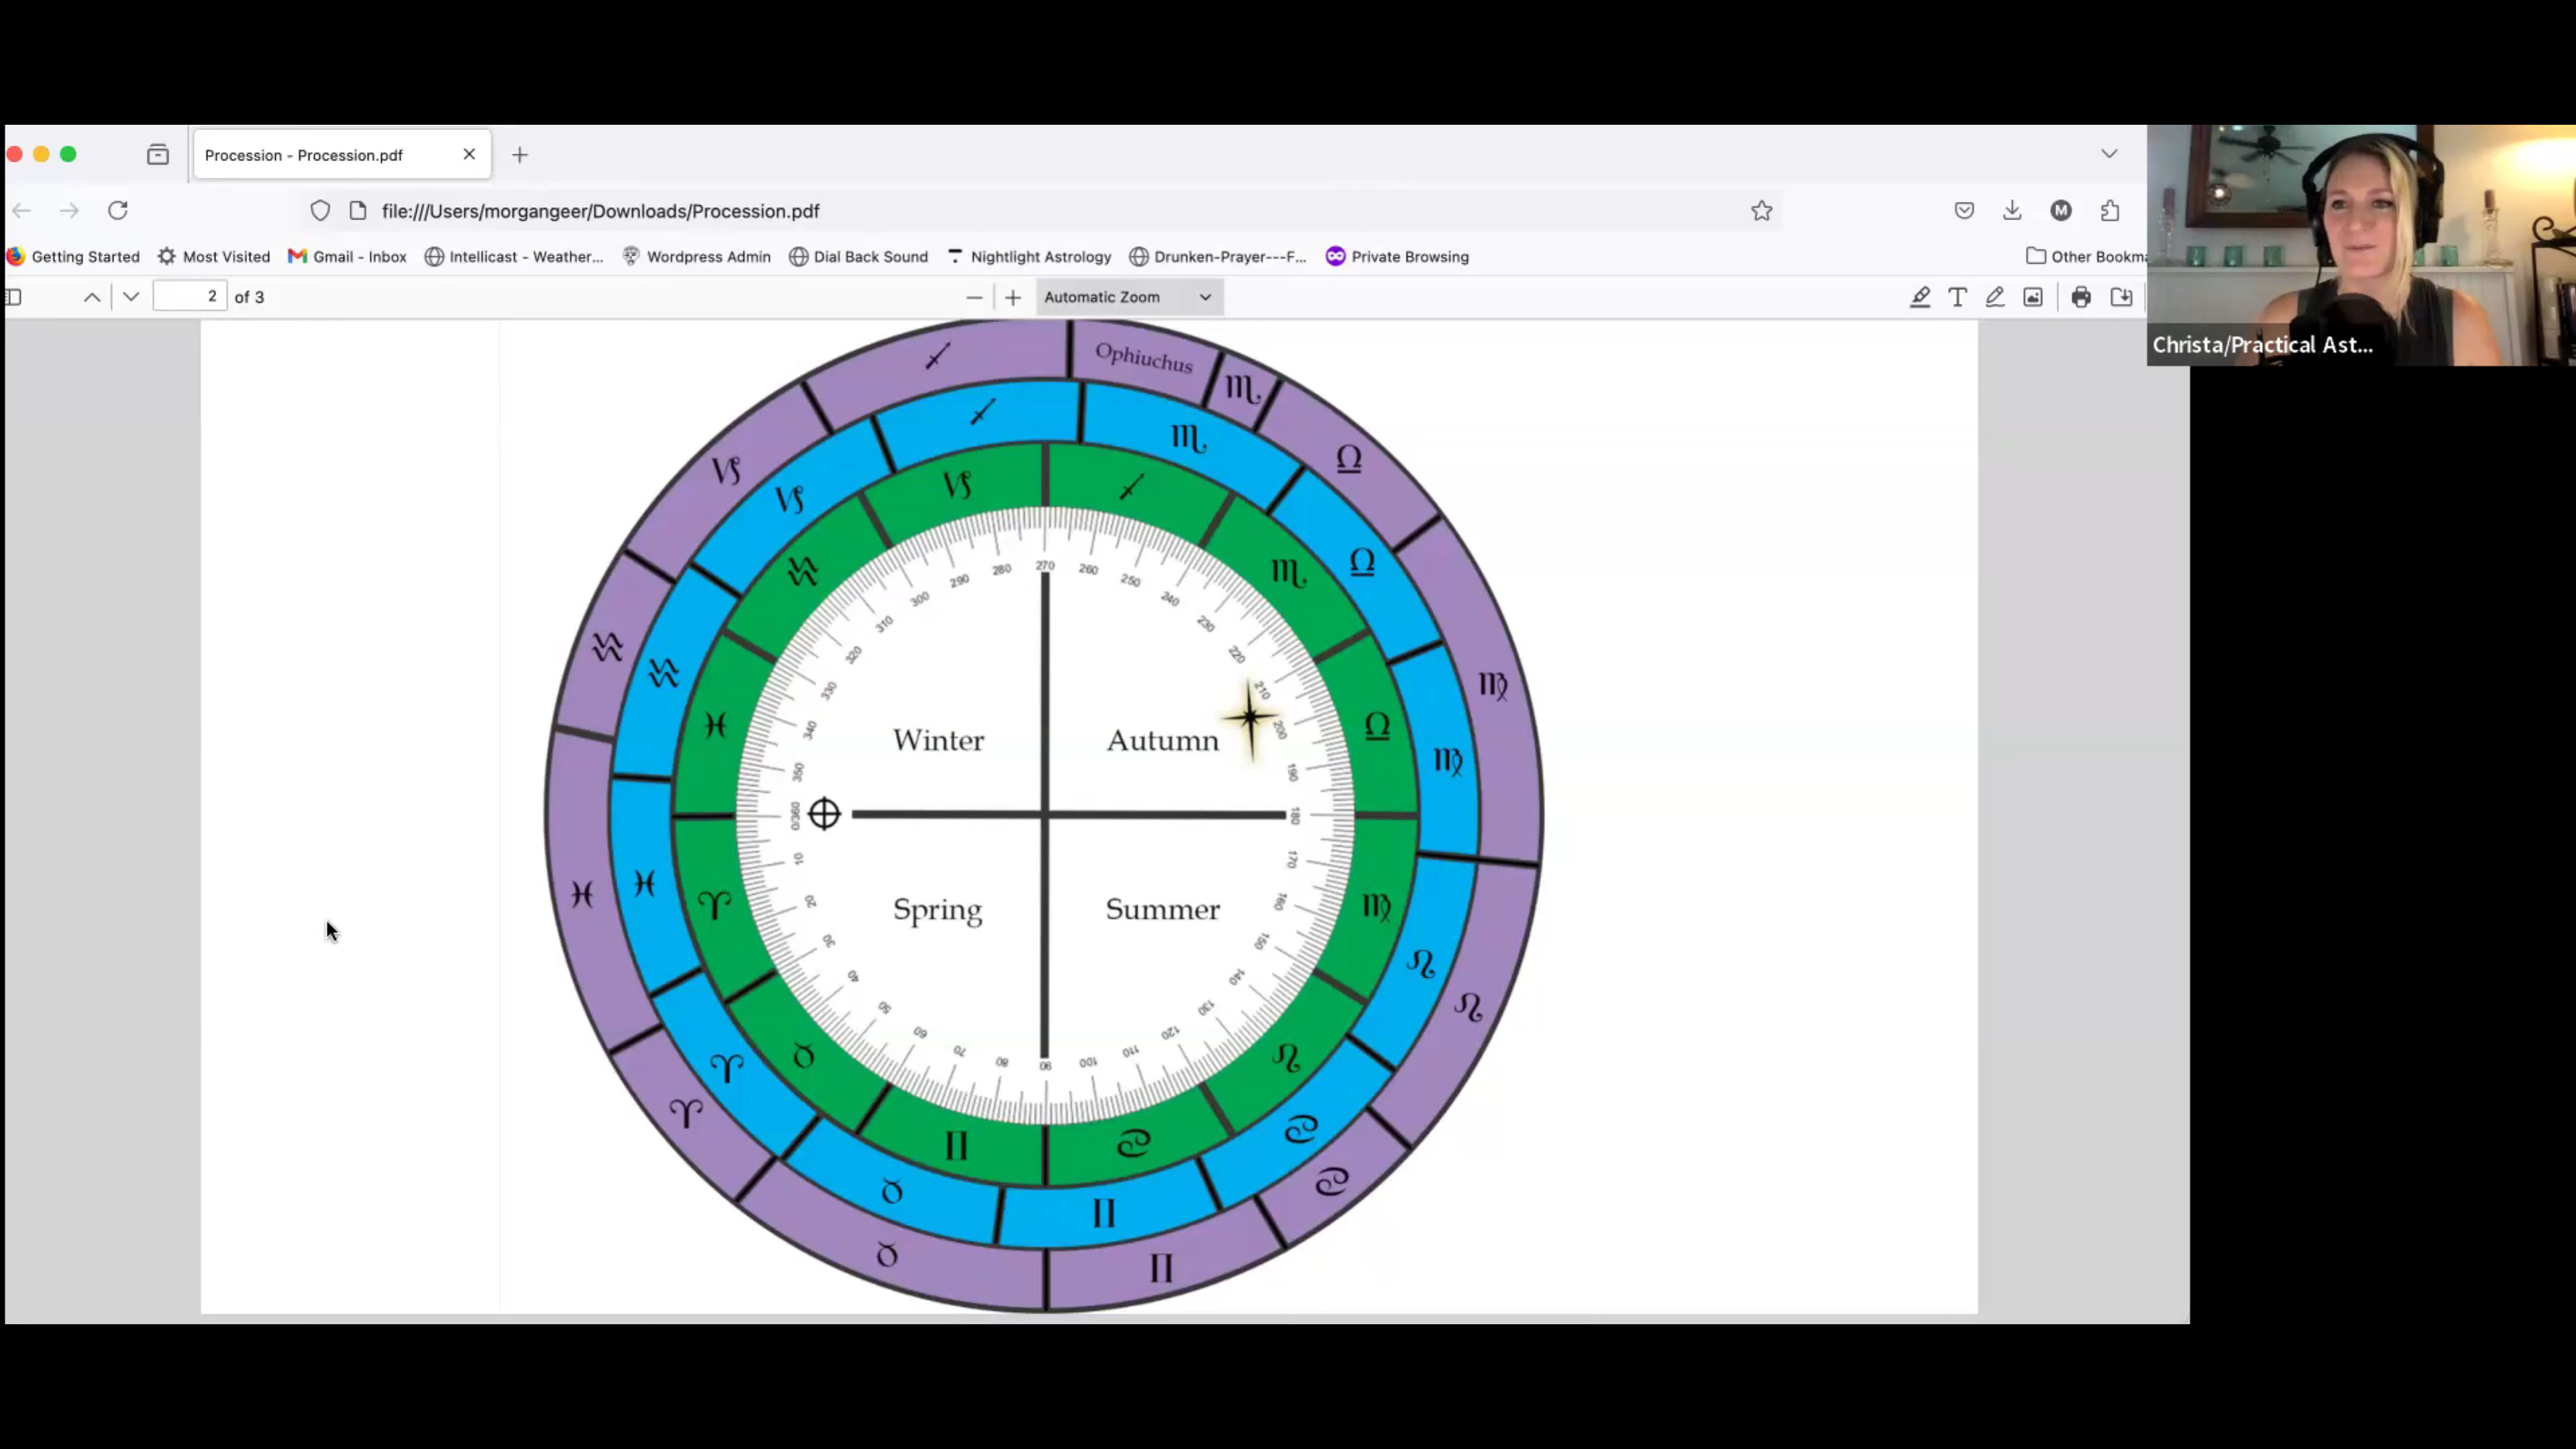 Procession - Procession.pdf
file:///Users/morgangeer/Downloads/Procession.pdf
Getting Started Most Visited Gmail - Inbox Intellicast - Weather... Wordpress Admin Dial Back Sound Nightlight Astrology Drunken-Prayer---F... Private Browsing Other Bookma
2 of 3 Automatic Zoom
Christa/Practical Ast...
M
♐ Ophiuchus ♏
♐ ♏ ♎
♑ ♑ ♑ ♐
♒ ♏ ♎
270
280 260
290 250
300 240
310 230
320 220
330 210
340 200
350 190
0/360 180
10 170
20 160
30 150
40 140
50 130
60 120
70 110
80 100
90
♒ ♒ ♓ ♎ ♍ ♍
Winter Autumn
Spring Summer
♓ ♓ ♈ ♍ ♌ ♌
♈ ♈ ♉ ♌ ♋ ♋
♉ ♊ ♋
♉ ♊ ♊